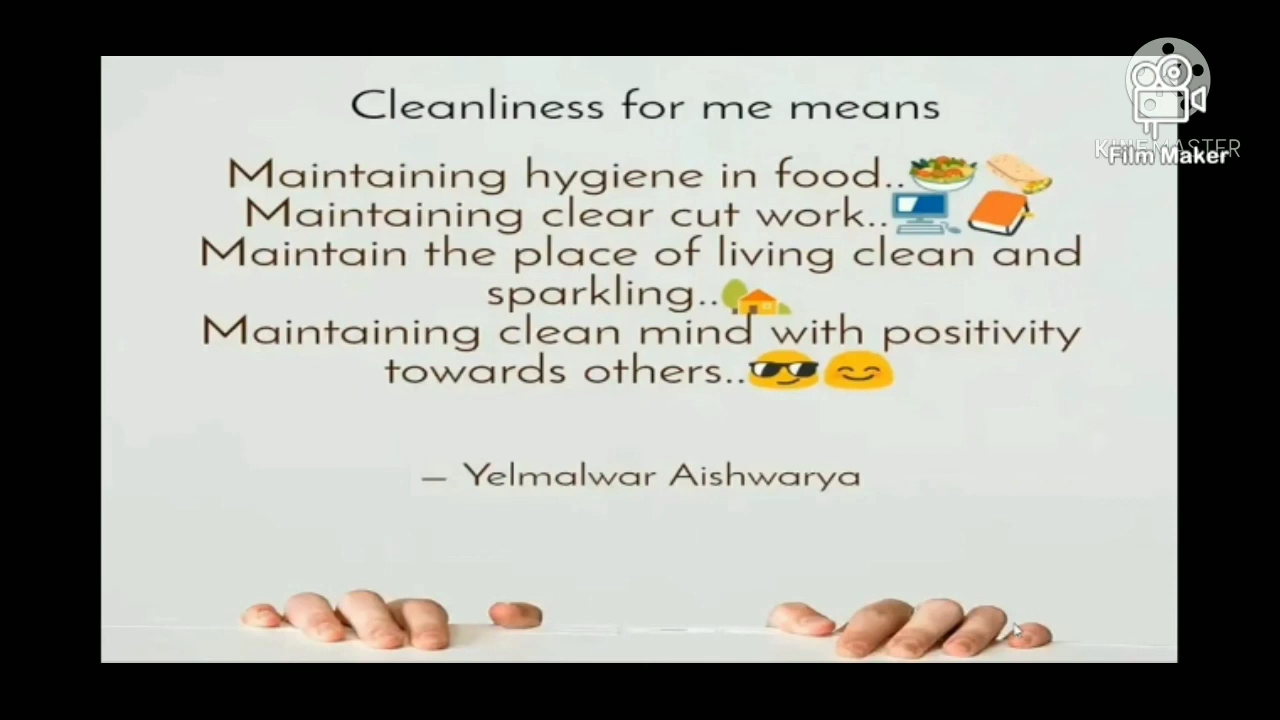 Cleanliness for me means
Maintaining hygiene in food..🥗🌯
Maintaining clear cut work..🖥📙
Maintain the place of living clean and
sparkling..🏡
Maintaining clean mind with positivity
towards others..😎😊
– Yelmalwar Aishwarya
KINEMASTER
Film Maker